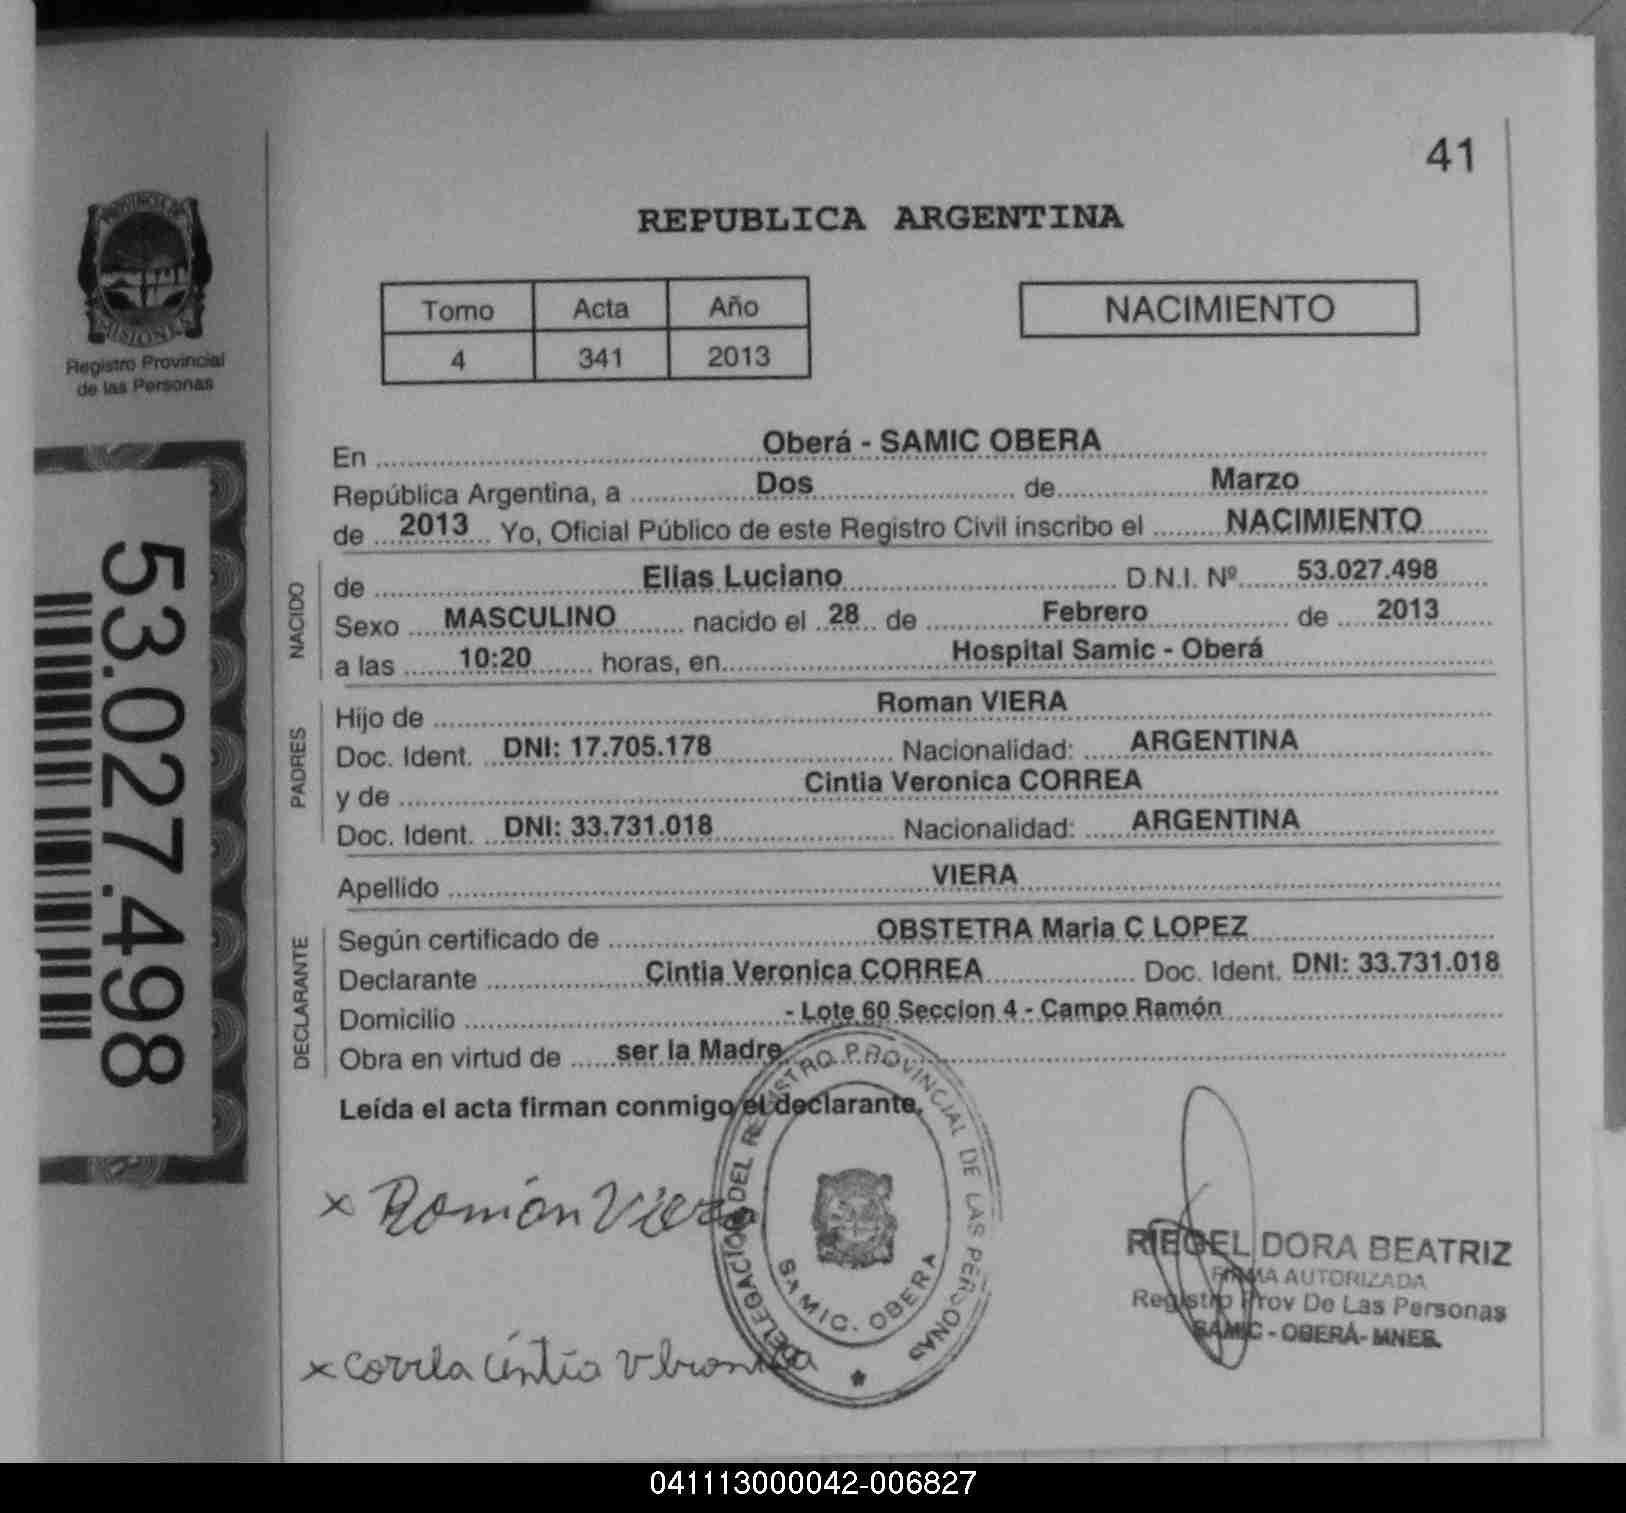 41
PROVINCIA DE
MISIONES
Registro Provincial
de las Personas
53.027.498
REPUBLICA ARGENTINA
Tomo Acta Año
4 341 2013
NACIMIENTO
En Oberá - SAMIC OBERA
República Argentina, a Dos de Marzo
de 2013 Yo, Oficial Público de este Registro Civil inscribo el NACIMIENTO
NACIDO
de Elias Luciano D.N.I. Nº 53.027.498
Sexo MASCULINO nacido el 28 de Febrero de 2013
a las 10:20 horas, en Hospital Samic - Oberá
PADRES
Hijo de Roman VIERA
Doc. Ident. DNI: 17.705.178 Nacionalidad: ARGENTINA
y de Cintia Veronica CORREA
Doc. Ident. DNI: 33.731.018 Nacionalidad: ARGENTINA
Apellido VIERA
DECLARANTE
Según certificado de OBSTETRA Maria C LOPEZ
Declarante Cintia Veronica CORREA Doc. Ident. DNI: 33.731.018
Domicilio - Lote 60 Seccion 4 - Campo Ramón
Obra en virtud de ser la Madre
Leída el acta firman conmigo el declarante,
x Román Viera
x Correa Cintia Veronica
DELEGACION DEL REGISTRO PROVINCIAL DE LAS PERSONAS
SAMIC. OBERA
RIEGEL DORA BEATRIZ
FIRMA AUTORIZADA
Registro Prov De Las Personas
SAMIC - OBERÁ - MNES.
041113000042-006827